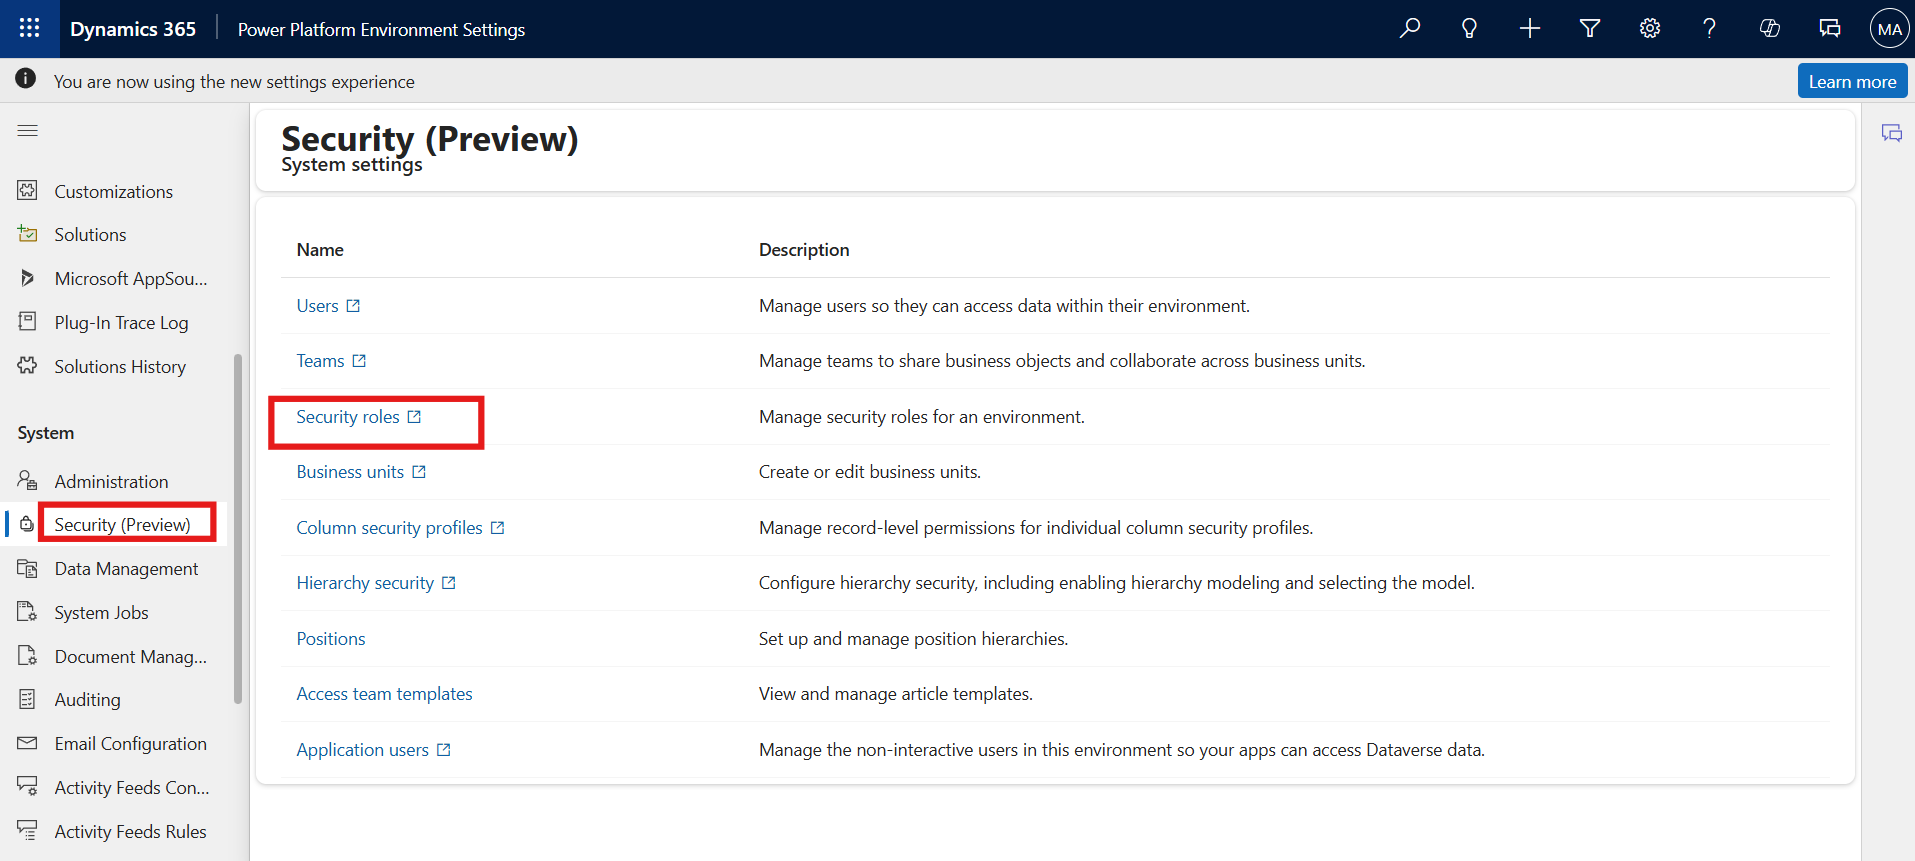 Dynamics 365 Power Platform Environment Settings MA
You are now using the new settings experience Learn more
Customizations
Solutions
Microsoft AppSou...
Plug-In Trace Log
Solutions History
System
Administration
Security (Preview)
Data Management
System Jobs
Document Manag...
Auditing
Email Configuration
Activity Feeds Con...
Activity Feeds Rules
Security (Preview)
System settings
Name Description
Users Manage users so they can access data within their environment.
Teams Manage teams to share business objects and collaborate across business units.
Security roles Manage security roles for an environment.
Business units Create or edit business units.
Column security profiles Manage record-level permissions for individual column security profiles.
Hierarchy security Configure hierarchy security, including enabling hierarchy modeling and selecting the model.
Positions Set up and manage position hierarchies.
Access team templates View and manage article templates.
Application users Manage the non-interactive users in this environment so your apps can access Dataverse data.